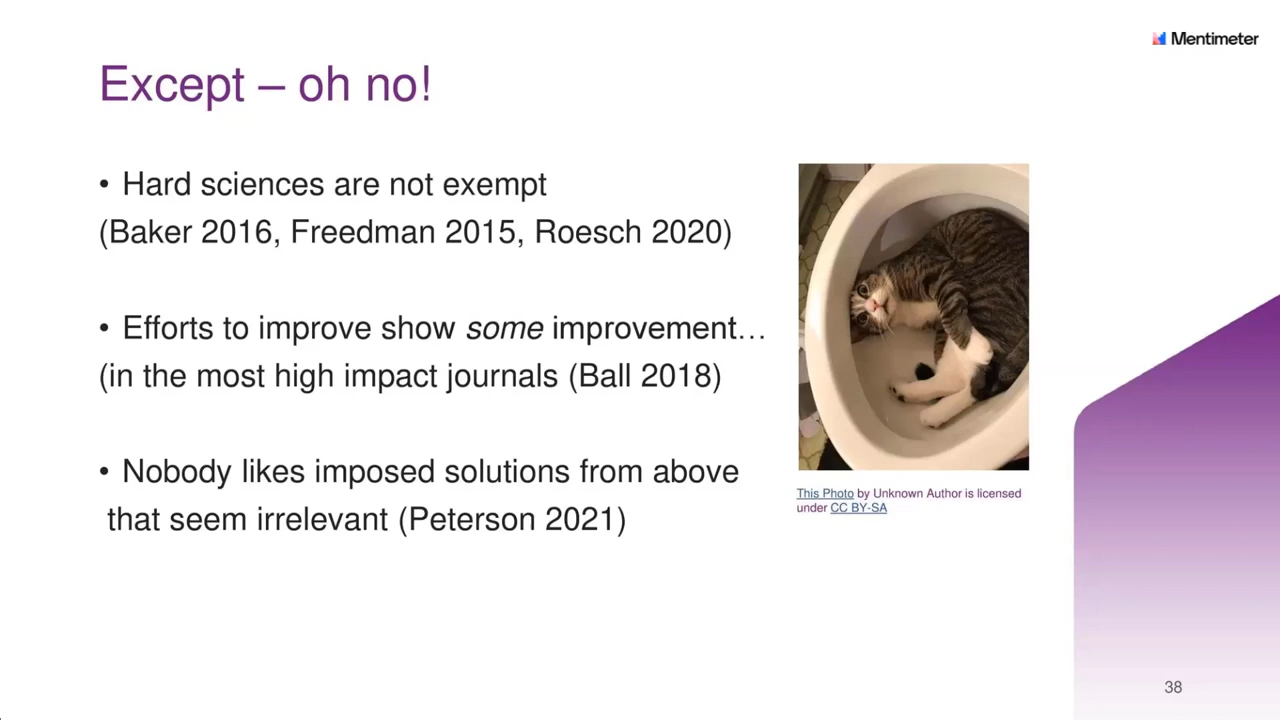 Mentimeter
Except – oh no!
• Hard sciences are not exempt
(Baker 2016, Freedman 2015, Roesch 2020)
• Efforts to improve show some improvement…
(in the most high impact journals (Ball 2018)
• Nobody likes imposed solutions from above
that seem irrelevant (Peterson 2021)
This Photo by Unknown Author is licensed
under CC BY-SA
38